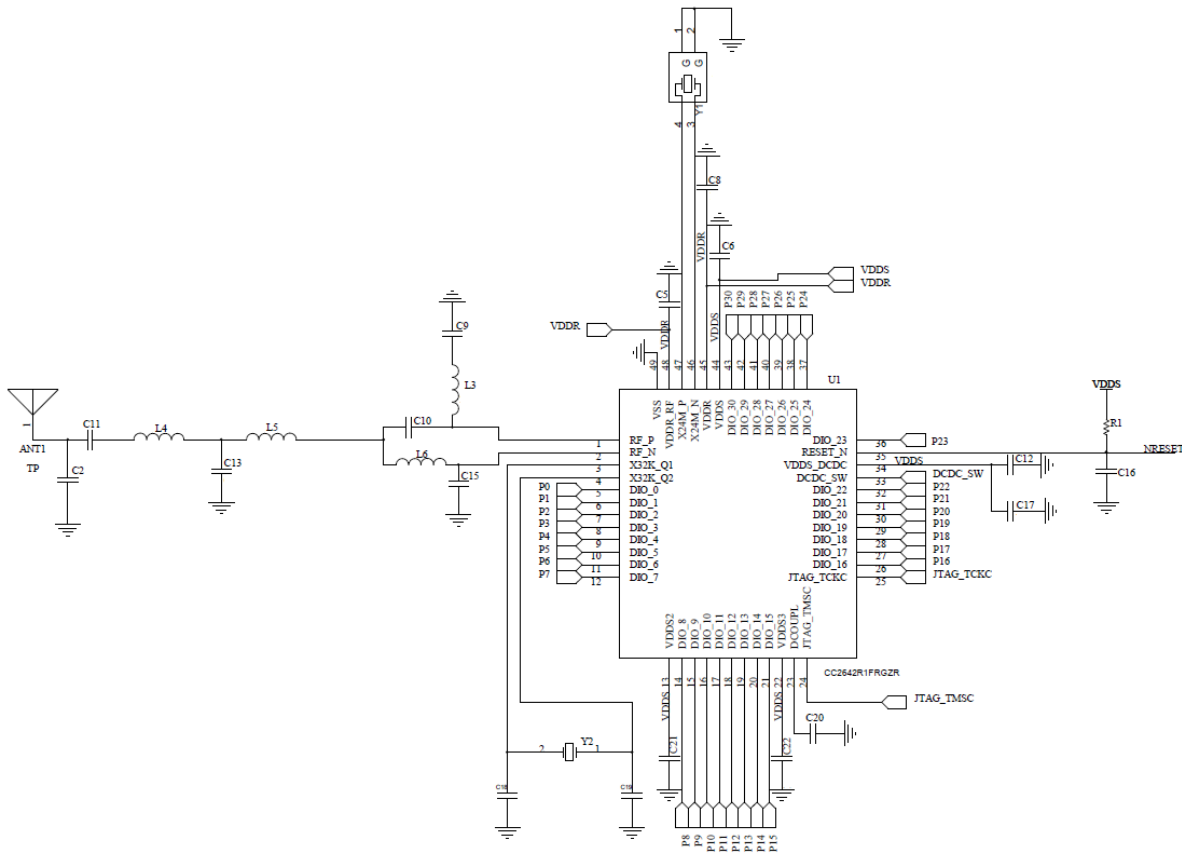 1 2
G G
Y1
4 3
C8
VDDR
C6
VDDS
VDDS
VDDR
C5
VDDR
VDDR
P30 P29 P28 P27 P26 P25 P24
49 48 47 46 45 44 43 42 41 40 39 38 37
U1
VSS VDDR_RF X24M_P X24M_N VDDR VDDS DIO_30 DIO_29 DIO_28 DIO_27 DIO_26 DIO_25 DIO_24
C9
L3
C10
L6
C15
1
ANT1
TP
C11
C2
L4
C13
L5
1 RF_P
2 RF_N
3 X32K_Q1
4 X32K_Q2
P0 5 DIO_0
P1 6 DIO_1
P2 7 DIO_2
P3 8 DIO_3
P4 9 DIO_4
P5 10 DIO_5
P6 11 DIO_6
P7 12 DIO_7
DIO_23 36 P23
RESET_N 35
VDDS_DCDC 34 VDDS
DCDC_SW 33 DCDC_SW
DIO_22 32 P22
DIO_21 31 P21
DIO_20 30 P20
DIO_19 29 P19
DIO_18 28 P18
DIO_17 27 P17
DIO_16 26 P16
JTAG_TCKC 25 JTAG_TCKC
VDDS
R1
NRESET
C12
C16
C17
VDDS2 DIO_8 DIO_9 DIO_10 DIO_11 DIO_12 DIO_13 DIO_14 DIO_15 VDDS3 DCOUPL JTAG_TMSC
CC2642R1FRGZR
13 14 15 16 17 18 19 20 21 22 23 24
VDDS
VDDS
JTAG_TMSC
C20
C21
C22
2 Y2 1
C18
C19
P8 P9 P10 P11 P12 P13 P14 P15